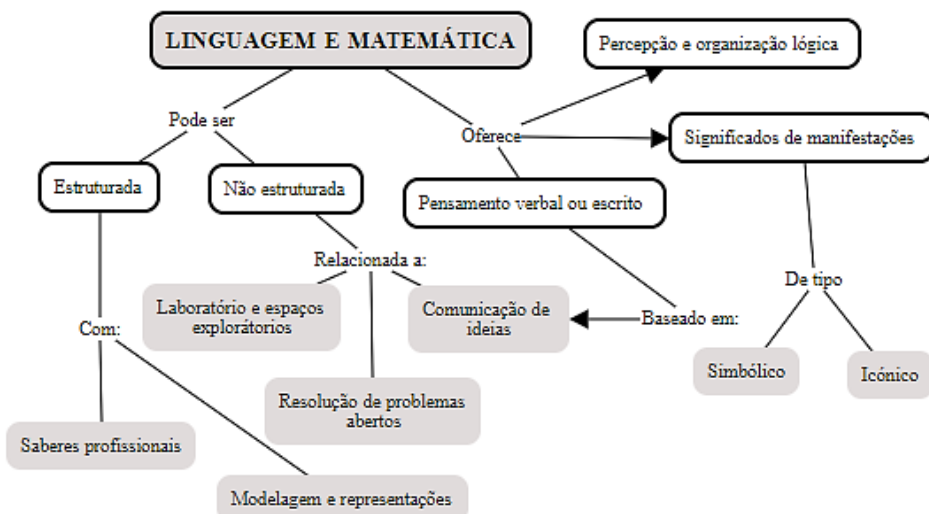 LINGUAGEM E MATEMÁTICA
Percepção e organização lógica
Pode ser
Oferece
Significados de manifestações
Estruturada
Não estruturada
Pensamento verbal ou escrito
Relacionada a:
De tipo
Laboratório e espaços
explorátorios
Comunicação de
ideias
Baseado em:
Com:
Simbólico
Icónico
Resolução de problemas
abertos
Saberes profissionais
Modelagem e representações